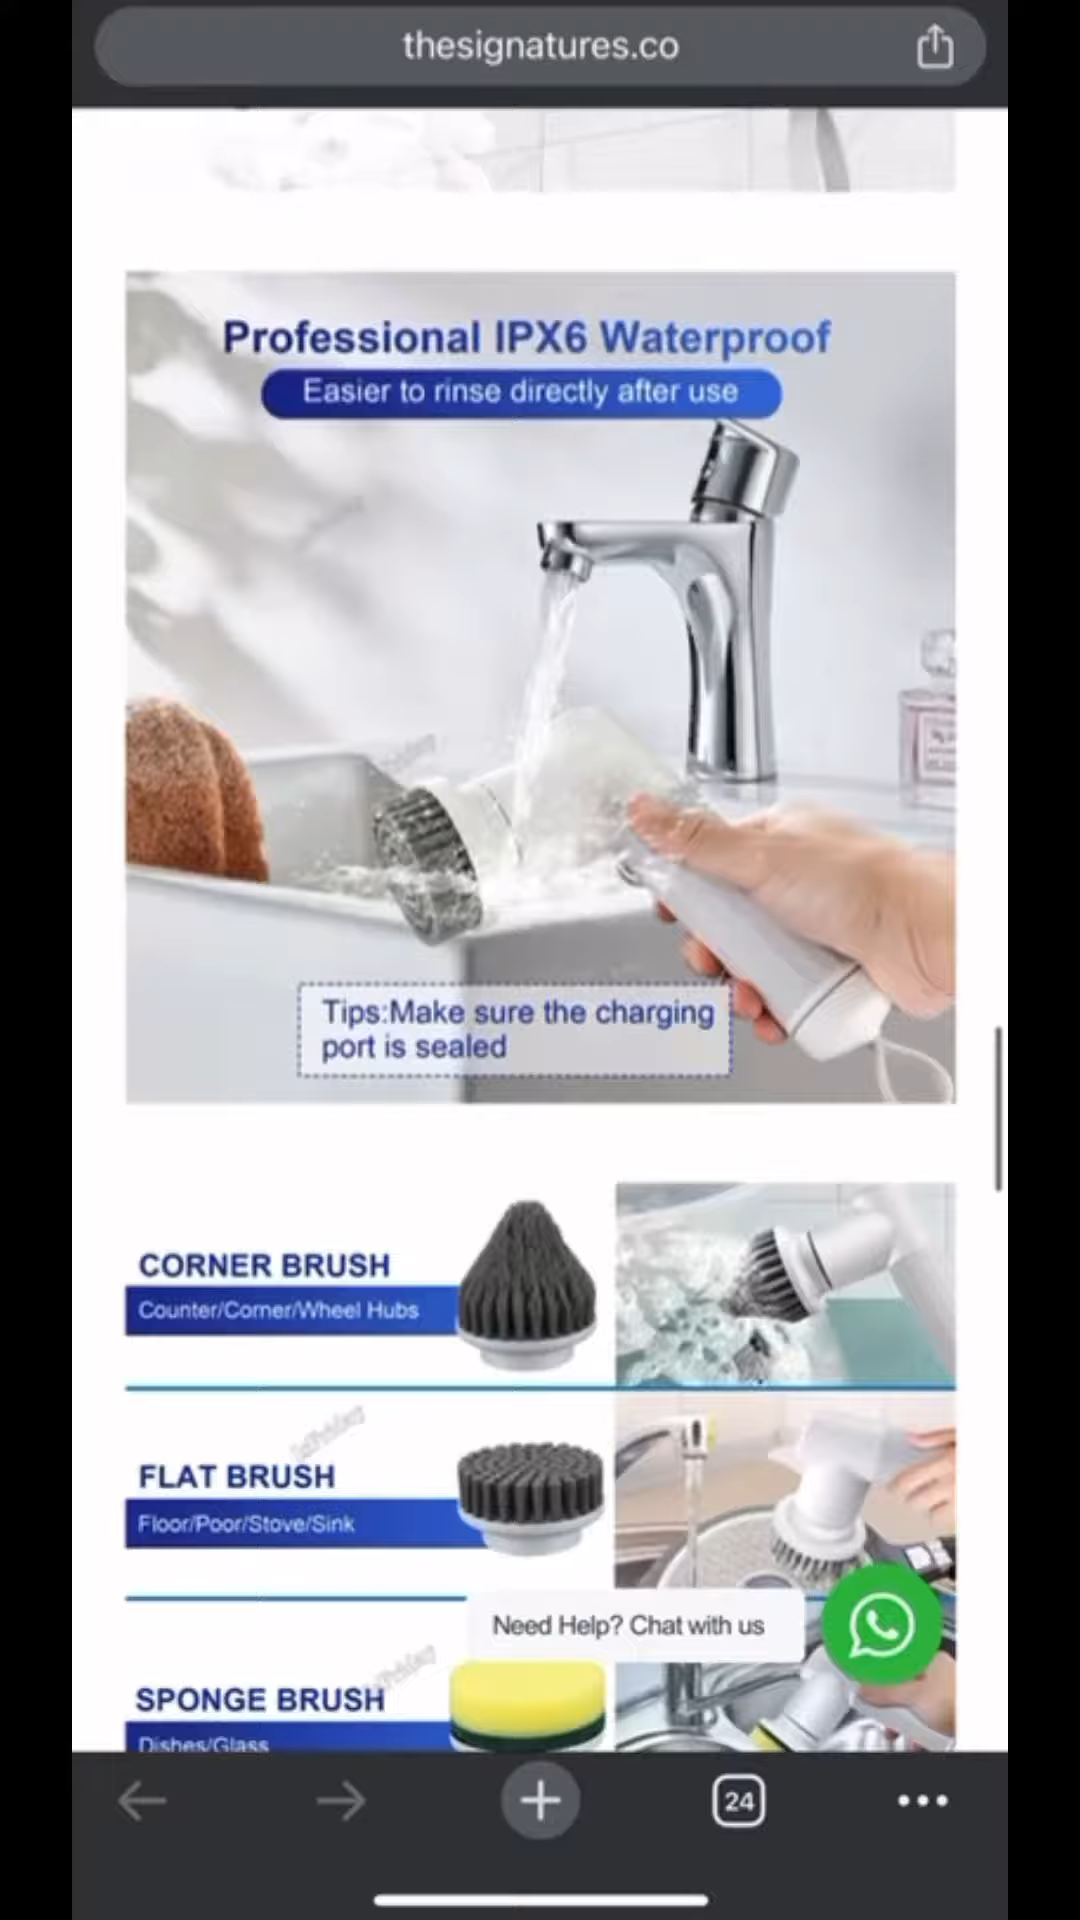 thesignatures.co
Professional IPX6 Waterproof
Easier to rinse directly after use
Tips:Make sure the charging
port is sealed
CORNER BRUSH
Counter/Corner/Wheel Hubs
FLAT BRUSH
Floor/Poor/Stove/Sink
Need Help? Chat with us
SPONGE BRUSH
Dishes/Glass
24